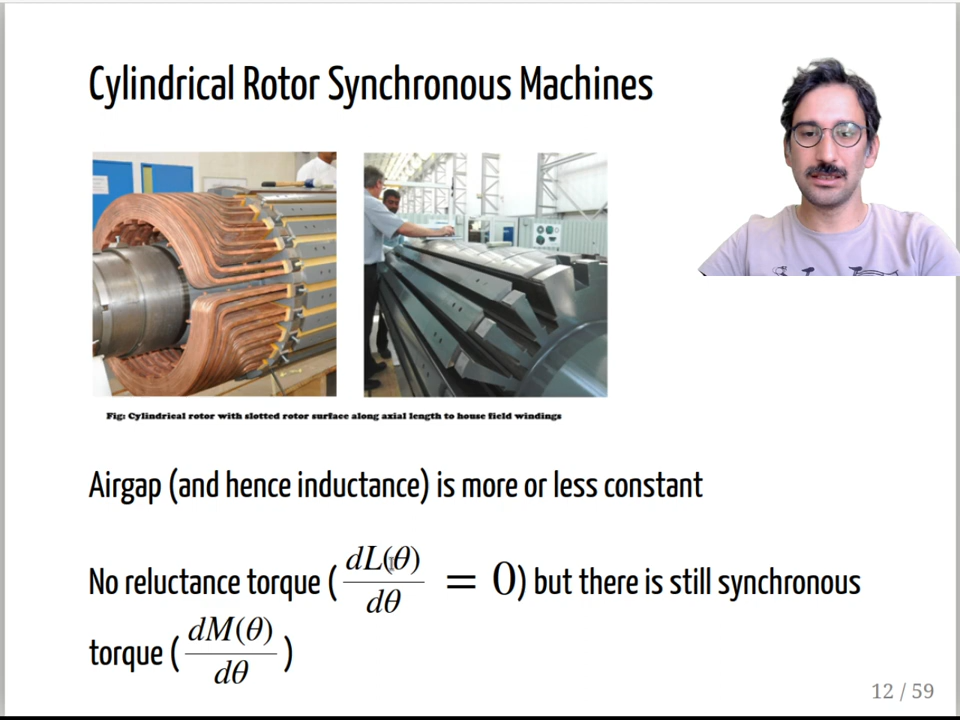 Cylindrical Rotor Synchronous Machines
Fig: Cylindrical rotor with slotted rotor surface along axial length to house field windings
Airgap (and hence inductance) is more or less constant
No reluctance torque ( dL(θ)/dθ = 0) but there is still synchronous
torque ( dM(θ)/dθ )
12 / 59